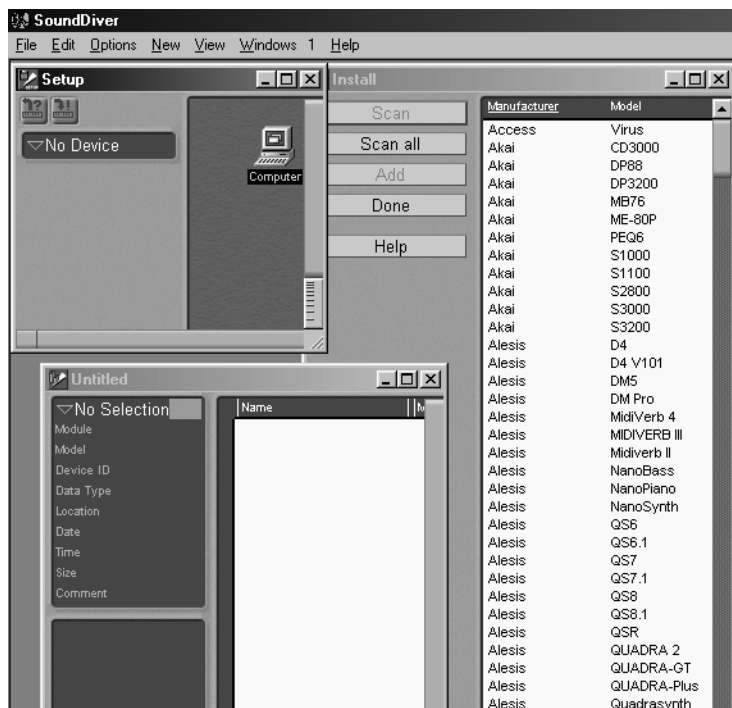 SoundDiver
File Edit Options New View Windows 1 Help
Setup
No Device
Computer
Install
Scan
Scan all
Add
Done
Help
Manufacturer Model
Access Virus
Akai CD3000
Akai DP88
Akai DP3200
Akai MB76
Akai ME-80P
Akai PEQ6
Akai S1000
Akai S1100
Akai S2800
Akai S3000
Akai S3200
Alesis D4
Alesis D4 V101
Alesis DM5
Alesis DM Pro
Alesis MidiVerb 4
Alesis MIDIVERB III
Alesis Midiverb II
Alesis NanoBass
Alesis NanoPiano
Alesis NanoSynth
Alesis QS6
Alesis QS6.1
Alesis QS7
Alesis QS7.1
Alesis QS8
Alesis QS8.1
Alesis QSR
Alesis QUADRA 2
Alesis QUADRA-GT
Alesis QUADRA-Plus
Alesis Quadrasynth
Untitled
No Selection
Module
Model
Device ID
Data Type
Location
Date
Time
Size
Comment
Name